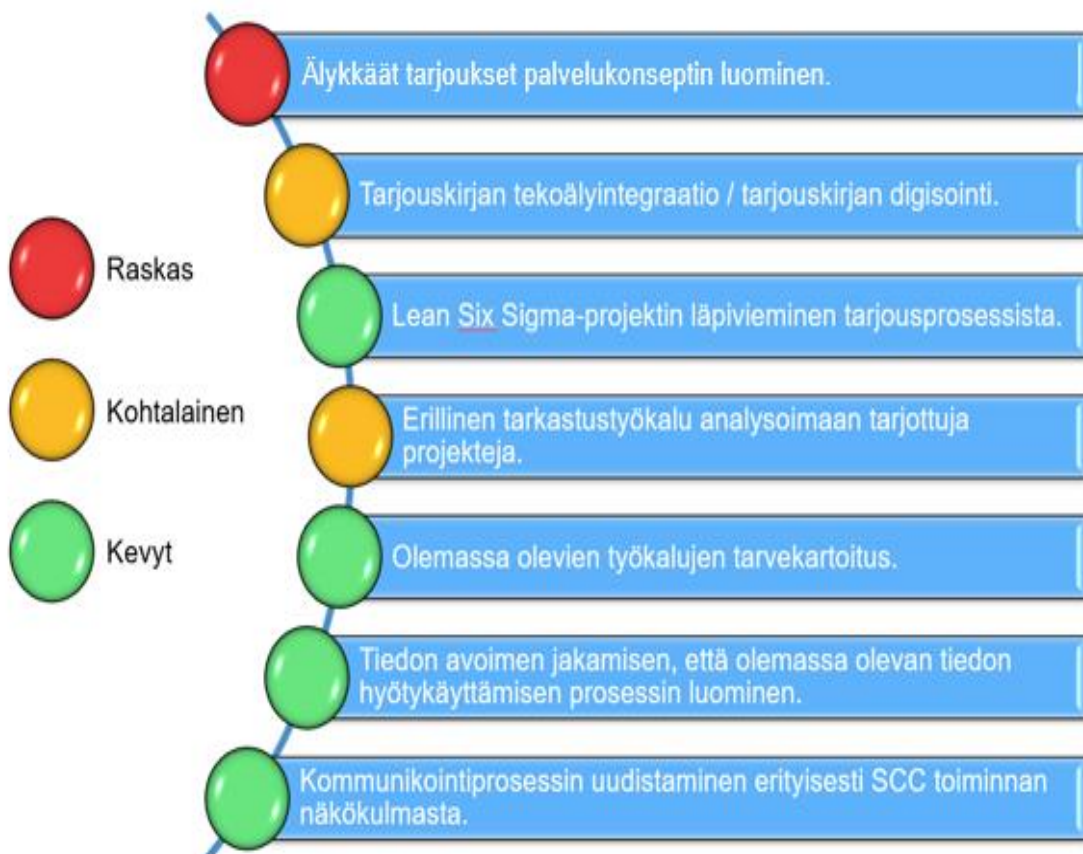 Älykkäät tarjoukset palvelukonseptin luominen.
Tarjouskirjan tekoälyintegraatio / tarjouskirjan digisointi.
Raskas
Lean Six Sigma-projektin läpivieminen tarjousprosessista.
Kohtalainen
Erillinen tarkastustyökalu analysoimaan tarjottuja
projekteja.
Kevyt
Olemassa olevien työkalujen tarvekartoitus.
Tiedon avoimen jakamisen, että olemassa olevan tiedon
hyötykäyttämisen prosessin luominen.
Kommunikointiprosessin uudistaminen erityisesti SCC toiminnan
näkökulmasta.